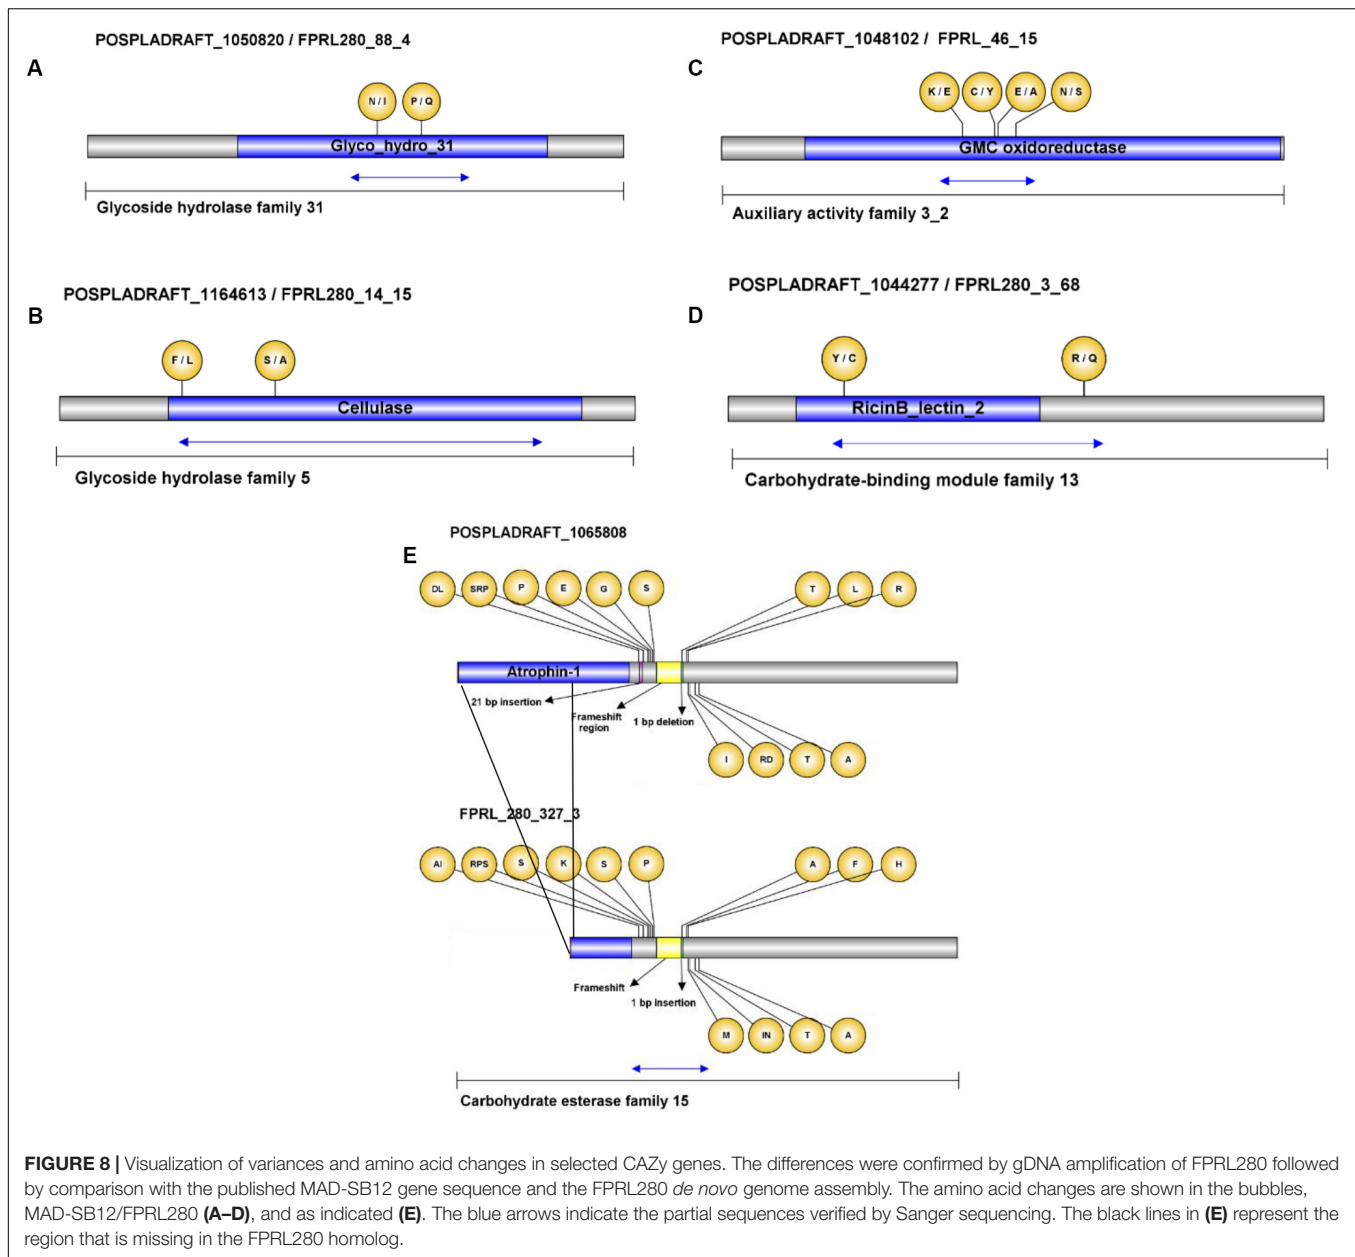 POSPLADRAFT_1050820 / FPRL280_88_4
A
N / I
P / Q
Glyco_hydro_31
Glycoside hydrolase family 31
POSPLADRAFT_1048102 / FPRL_46_15
C
K / E
C / Y
E / A
N / S
GMC oxidoreductase
Auxiliary activity family 3_2
POSPLADRAFT_1164613 / FPRL280_14_15
B
F / L
S / A
Cellulase
Glycoside hydrolase family 5
POSPLADRAFT_1044277 / FPRL280_3_68
D
Y / C
R / Q
RicinB_lectin_2
Carbohydrate-binding module family 13
POSPLADRAFT_1065808
E
DL
SRP
P
E
G
S
T
L
R
Atrophin-1
21 bp insertion
Frameshift
region
1 bp deletion
I
RD
T
A
FPRL_280_327_3
AI
RPS
S
K
S
P
A
F
H
Frameshift
1 bp insertion
M
IN
T
A
Carbohydrate esterase family 15
FIGURE 8 | Visualization of variances and amino acid changes in selected CAZy genes. The differences were confirmed by gDNA amplification of FPRL280 followed
by comparison with the published MAD-SB12 gene sequence and the FPRL280 de novo genome assembly. The amino acid changes are shown in the bubbles,
MAD-SB12/FPRL280 (A–D), and as indicated (E). The blue arrows indicate the partial sequences verified by Sanger sequencing. The black lines in (E) represent the
region that is missing in the FPRL280 homolog.